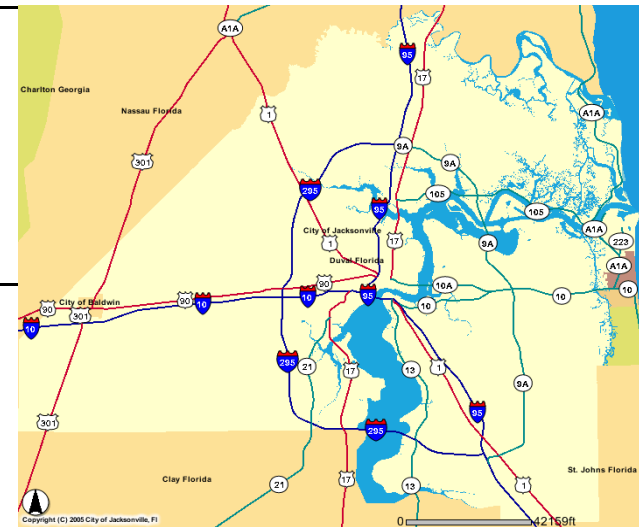 95
A1A
17
Charlton Georgia
Nassau Florida
1
A1A
9A
301
9A
295
105
95
105
City of Jacksonville
A1A
1
17
9A
223
Duval Florida
A1A
90
10A
10
City of Baldwin
90
10
10
95
10
10
90
301
10
295
21
17
13
1
9A
95
301
295
Clay Florida
St. Johns Florida
21
17
13
1
Copyright (C) 2005 City of Jacksonville, Fl
0
42159ft